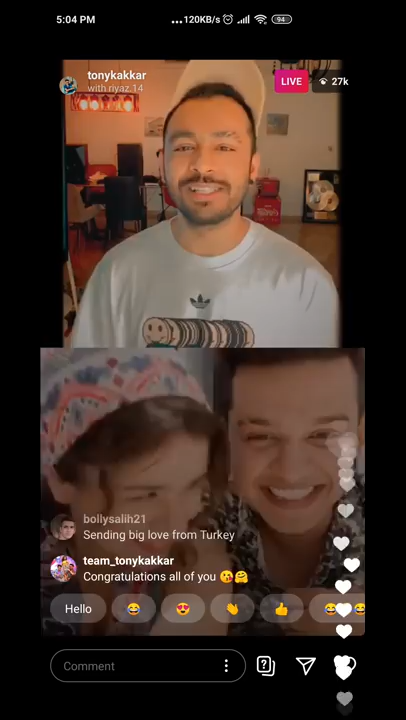 5:04 PM
...120KB/s
94
tonykakkar
LIVE
27k
with riyaz.14
bollysalih21
Sending big love from Turkey
team_tonykakkar
Congratulations all of you 😘🤗
Hello 😂 😍 👏 👍 😂😂
Comment